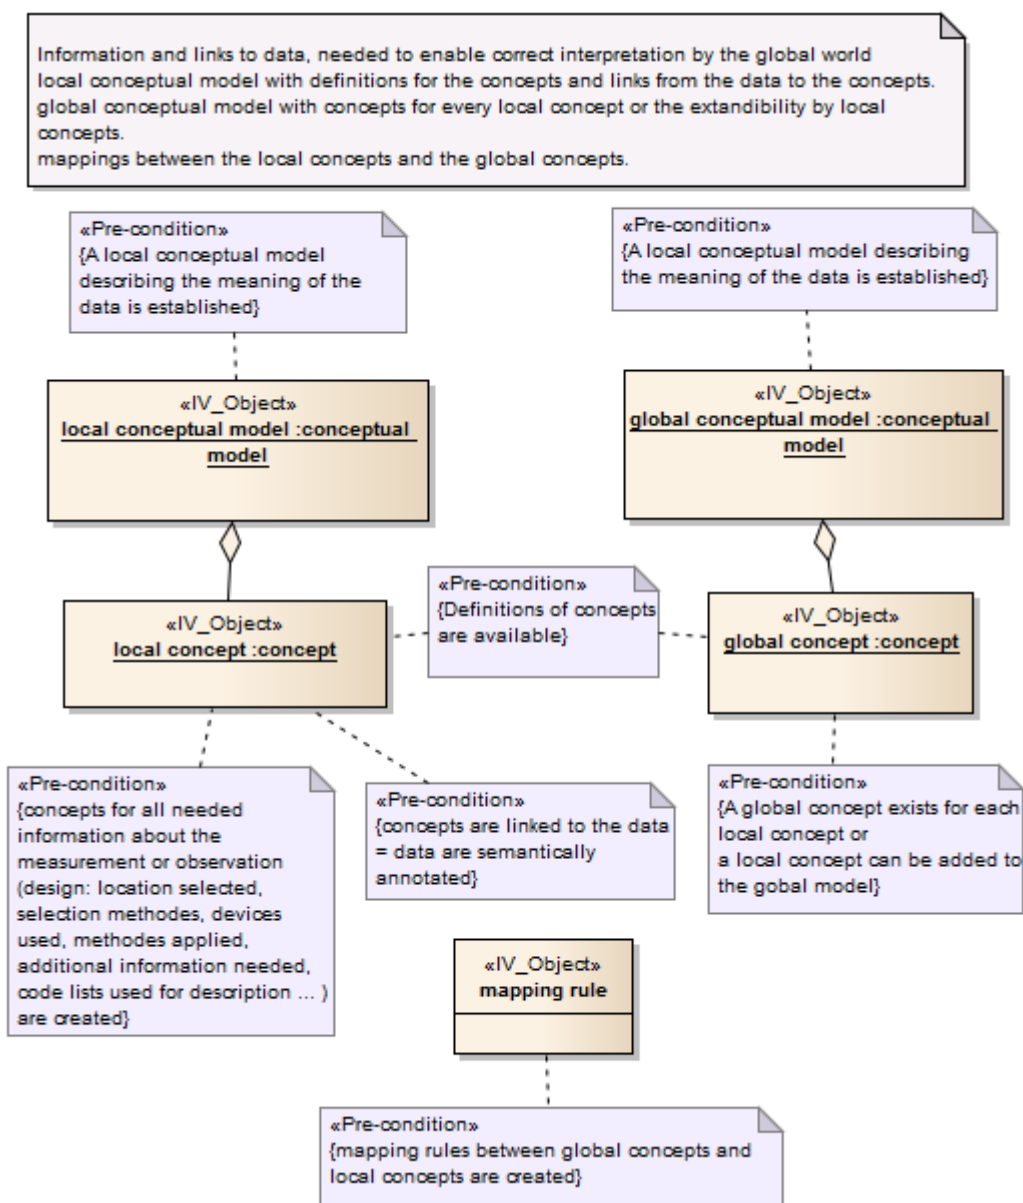 Information and links to data, needed to enable correct interpretation by the global world
local conceptual model with definitions for the concepts and links from the data to the concepts.
global conceptual model with concepts for every local concept or the extandibility by local
concepts.
mappings between the local concepts and the global concepts.
«Pre-condition»
{A local conceptual model
describing the meaning of the
data is established}
«Pre-condition»
{A local conceptual model describing
the meaning of the data is established}
«IV_Object»
local conceptual model :conceptual
model
«IV_Object»
global conceptual model :conceptual
model
«Pre-condition»
{Definitions of concepts
are available}
«IV_Object»
local concept :concept
«IV_Object»
global concept :concept
«Pre-condition»
{concepts for all needed
information about the
measurement or observation
(design: location selected,
selection methodes, devices
used, methodes applied,
additional information needed,
code lists used for description ... )
are created}
«Pre-condition»
{concepts are linked to the data
= data are semantically
annotated}
«Pre-condition»
{A global concept exists for each
local concept or
a local concept can be added to
the gobal model}
«IV_Object»
mapping rule
«Pre-condition»
{mapping rules between global concepts and
local concepts are created}